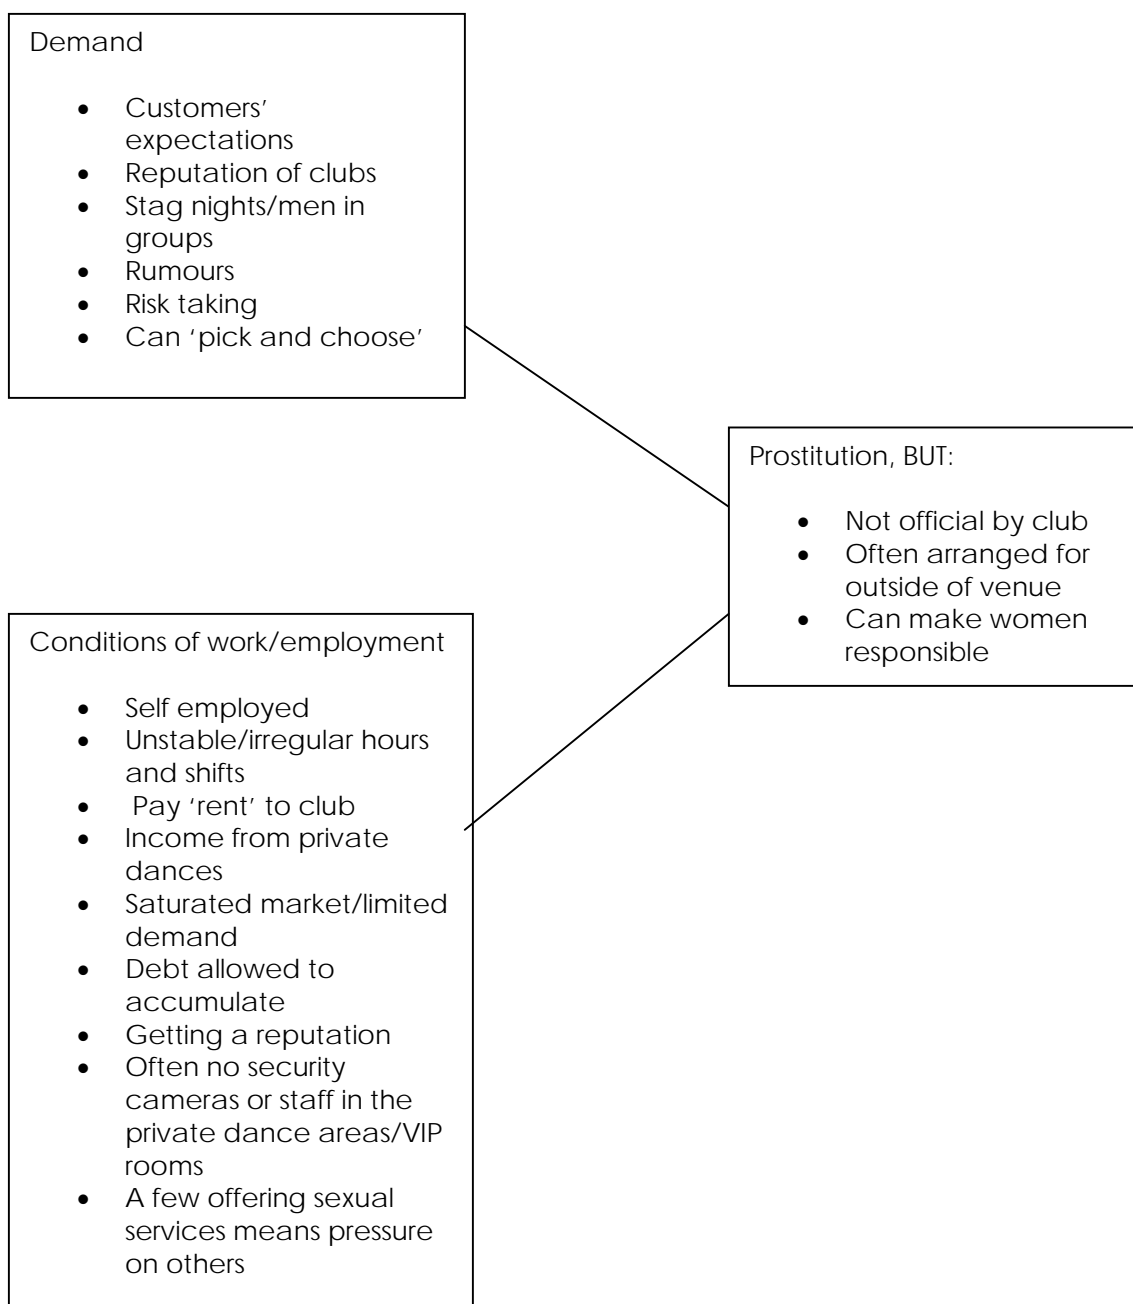 Demand
• Customers’
expectations
• Reputation of clubs
• Stag nights/men in
groups
• Rumours
• Risk taking
• Can ‘pick and choose’
Prostitution, BUT:
• Not official by club
• Often arranged for
outside of venue
• Can make women
responsible
Conditions of work/employment
• Self employed
• Unstable/irregular hours
and shifts
• Pay ‘rent’ to club
• Income from private
dances
• Saturated market/limited
demand
• Debt allowed to
accumulate
• Getting a reputation
• Often no security
cameras or staff in the
private dance areas/VIP
rooms
• A few offering sexual
services means pressure
on others